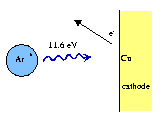 e-
11.6 eV
Ar *
Cu
cathode